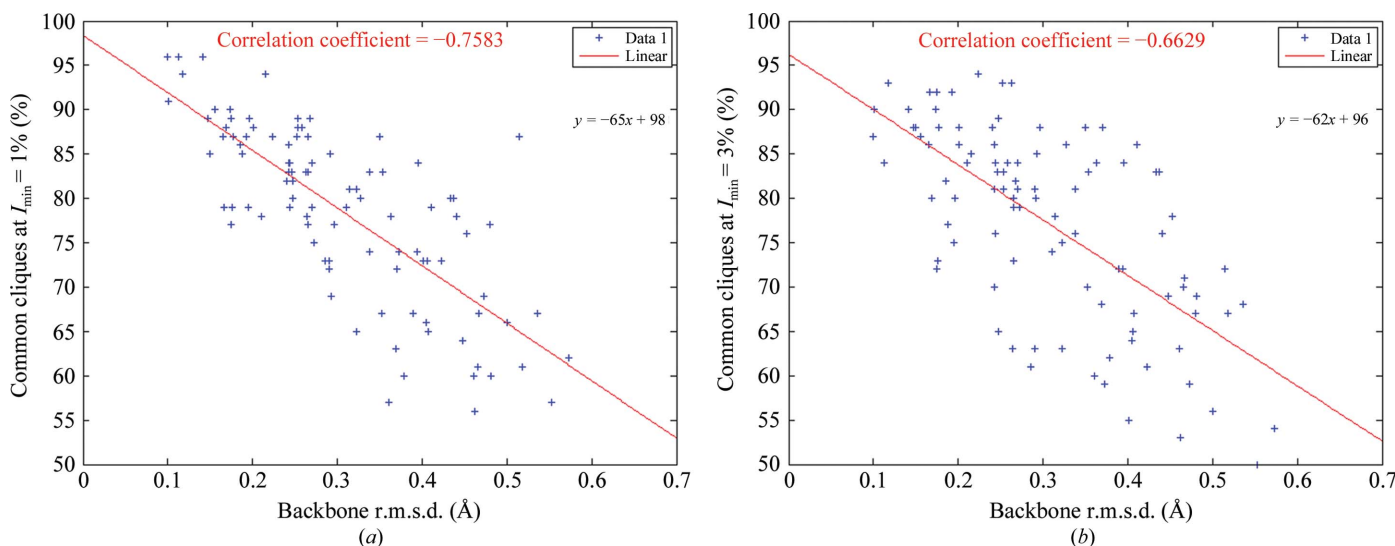 Correlation coefficient = −0.7583
Data 1
Linear
y = −65x + 98
100
95
90
85
80
75
70
65
60
55
50
Common cliques at Imin = 1% (%)
0
0.1
0.2
0.3
0.4
0.5
0.6
0.7
Backbone r.m.s.d. (Å)
(a)
Correlation coefficient = −0.6629
Data 1
Linear
y = −62x + 96
100
95
90
85
80
75
70
65
60
55
50
Common cliques at Imin = 3% (%)
0
0.1
0.2
0.3
0.4
0.5
0.6
0.7
Backbone r.m.s.d. (Å)
(b)